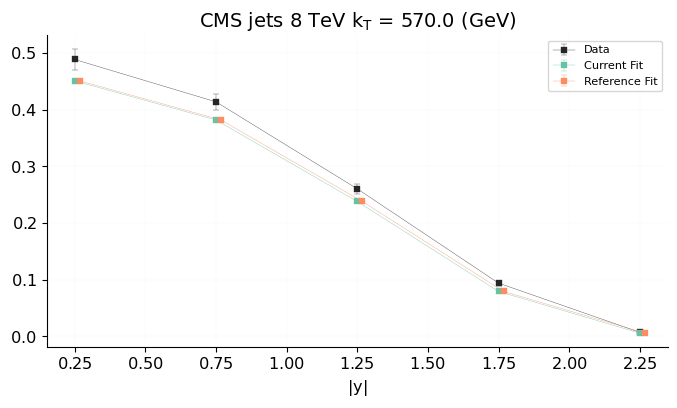 CMS jets 8 TeV k_T = 570.0 (GeV)
0.5
0.4
0.3
0.2
0.1
0.0
Data
Current Fit
Reference Fit
0.25 0.50 0.75 1.00 1.25 1.50 1.75 2.00 2.25
|y|